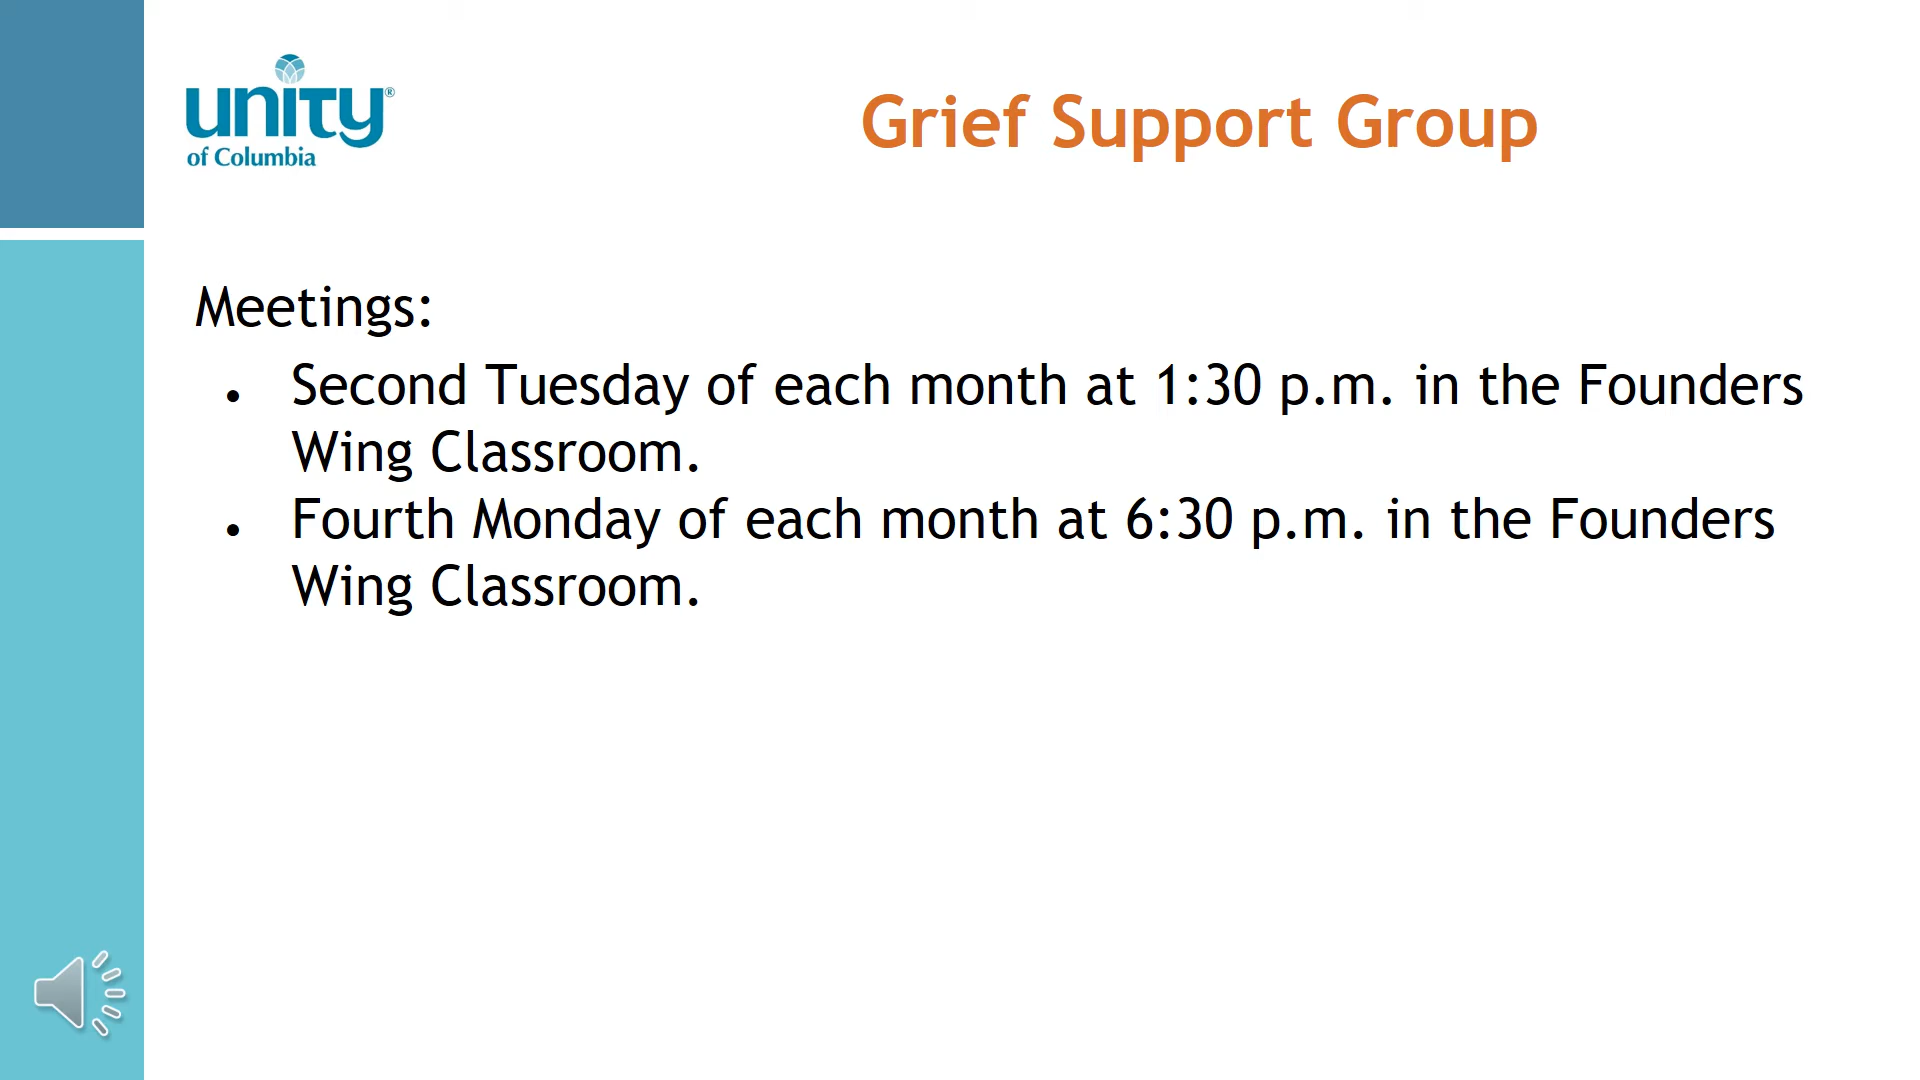 unity®
of Columbia
Grief Support Group
Meetings:
• Second Tuesday of each month at 1:30 p.m. in the Founders
Wing Classroom.
• Fourth Monday of each month at 6:30 p.m. in the Founders
Wing Classroom.